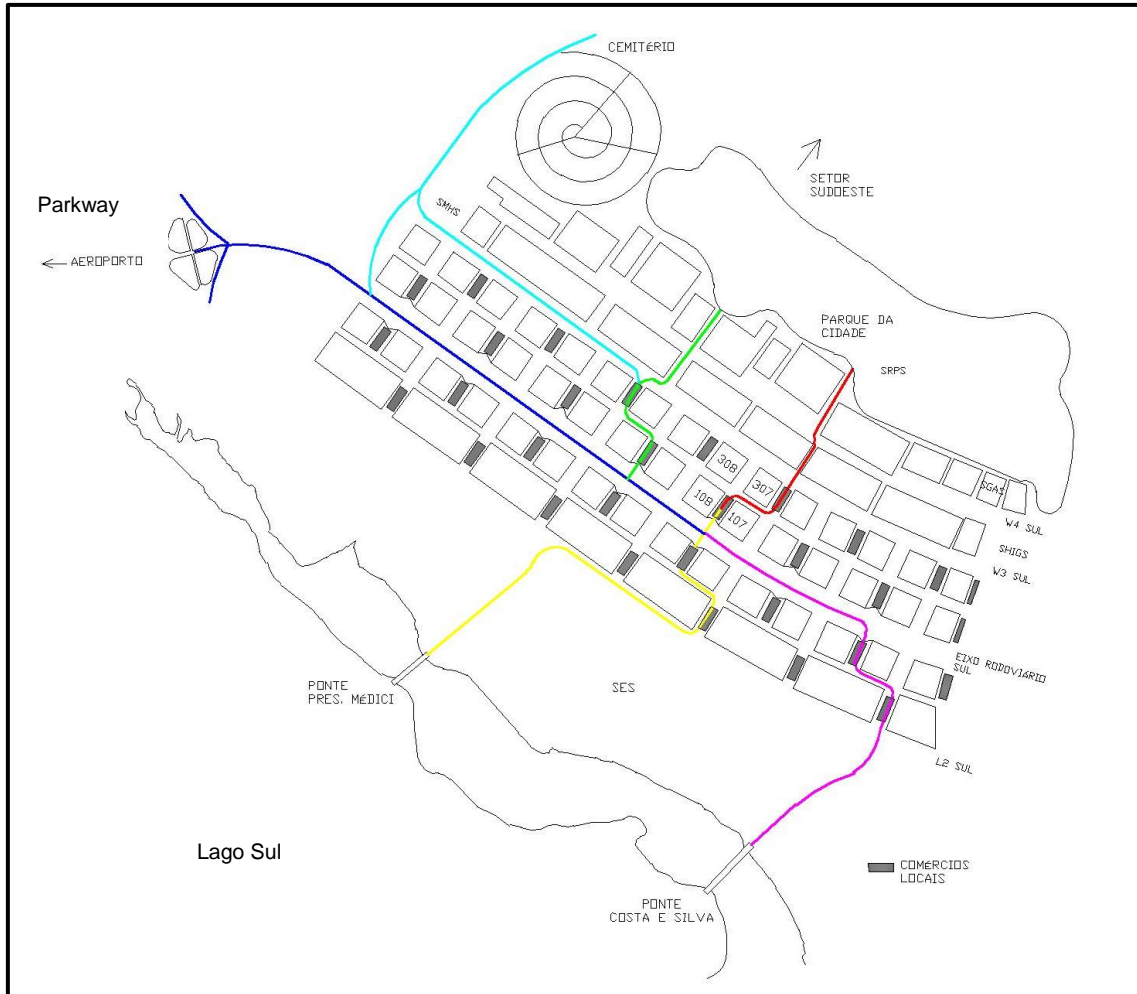 CEMITÉRIO
SETOR
SUDOESTE
Parkway
SMHS
AEROPORTO
PARQUE DA
CIDADE
SRPS
308
307
108
107
SGAS
W4 SUL
SHIGS
W3 SUL
EIXO RODOVIÁRIO
SUL
PONTE
PRES. MÉDICI
SES
L2 SUL
Lago Sul
COMÉRCIOS
LOCAIS
PONTE
COSTA E SILVA